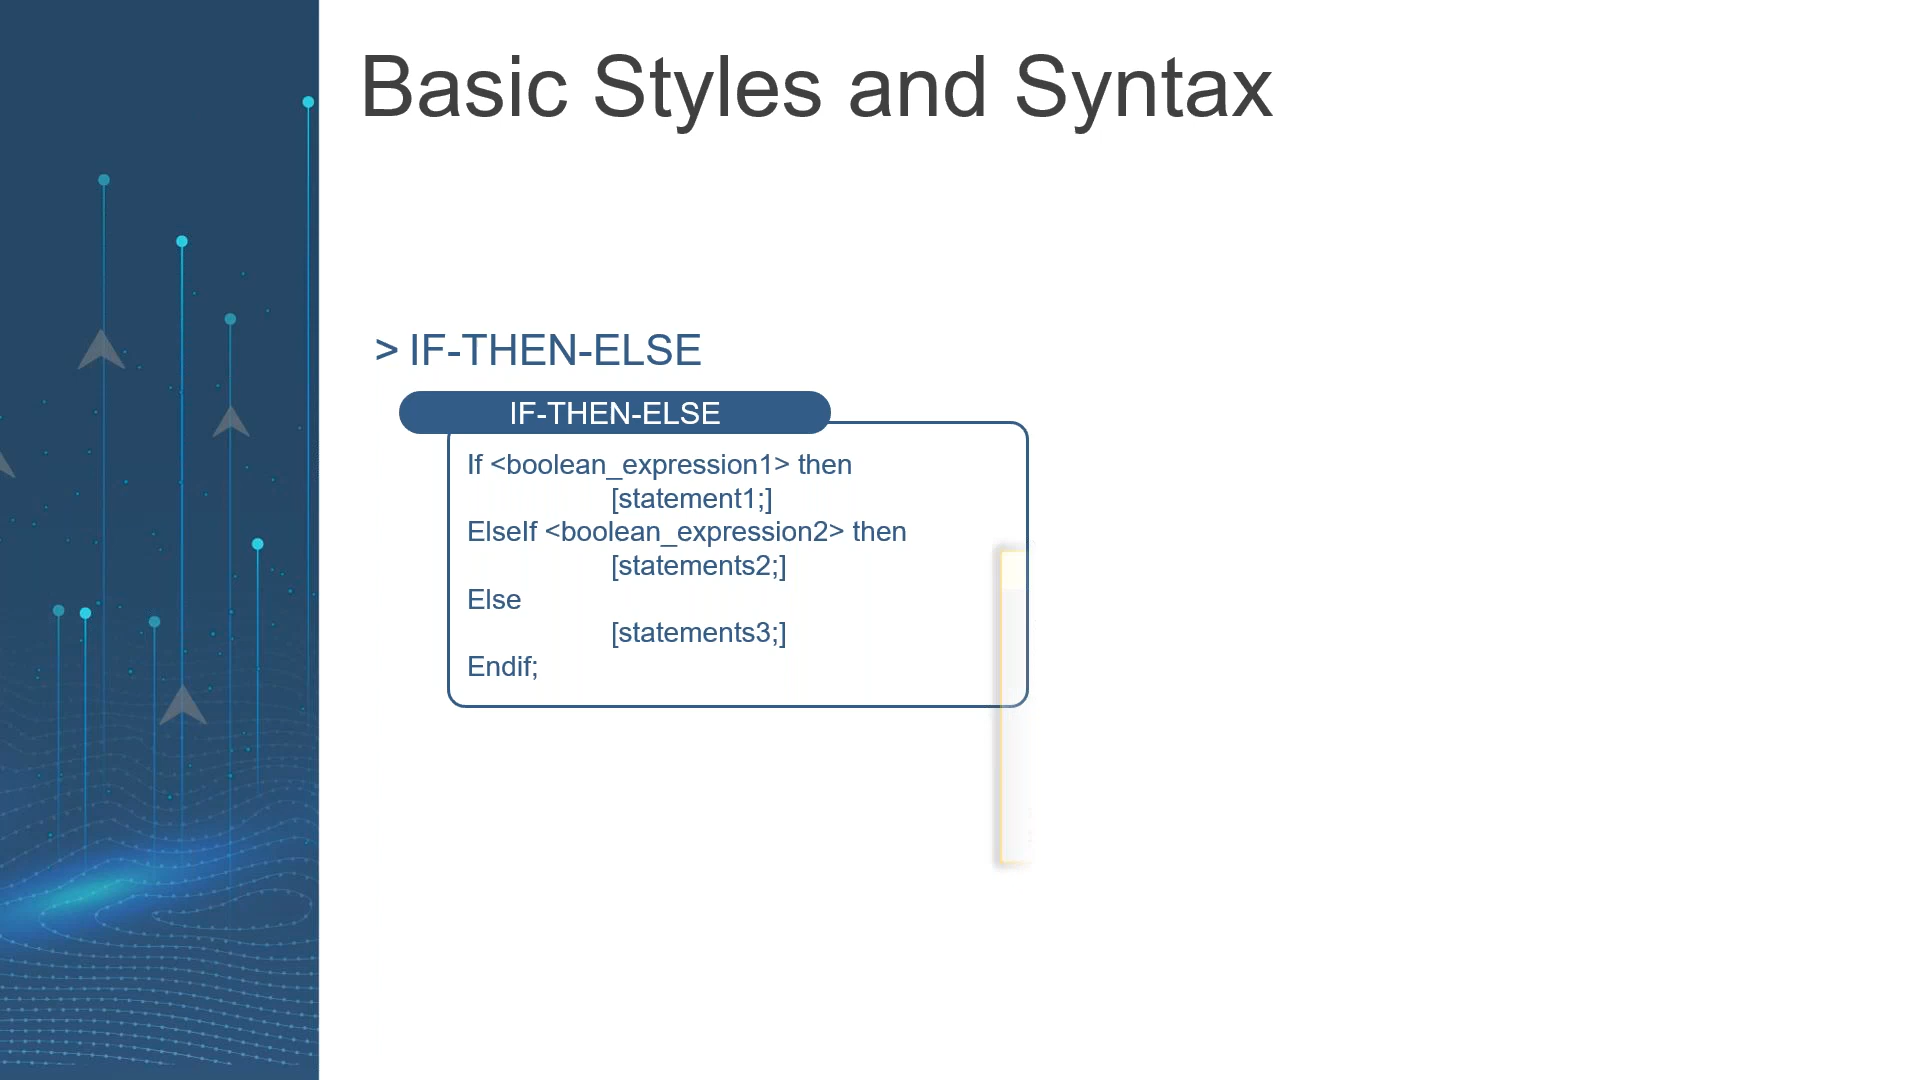 Basic Styles and Syntax
> IF-THEN-ELSE
IF-THEN-ELSE
If <boolean_expression1> then
[statement1;]
ElseIf <boolean_expression2> then
[statements2;]
Else
[statements3;]
Endif;